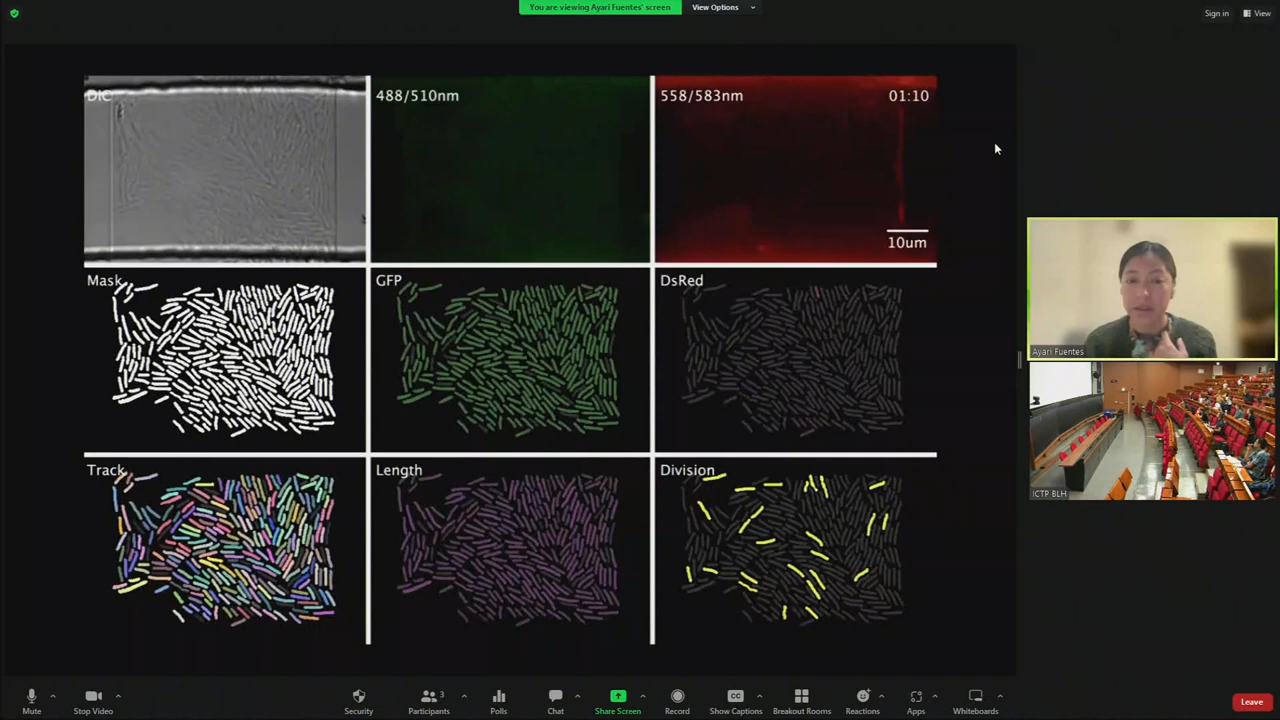 You are viewing Ayari Fuentes' screen
View Options
Sign in
View
DIC
488/510nm
558/583nm
01:10
10um
Mask
GFP
DsRed
Track
Length
Division
Ayari Fuentes
ICTP BLH
Mute
Stop Video
Security
Participants
3
Polls
Chat
Share Screen
Record
Show Captions
Breakout Rooms
Reactions
Apps
Whiteboards
Leave